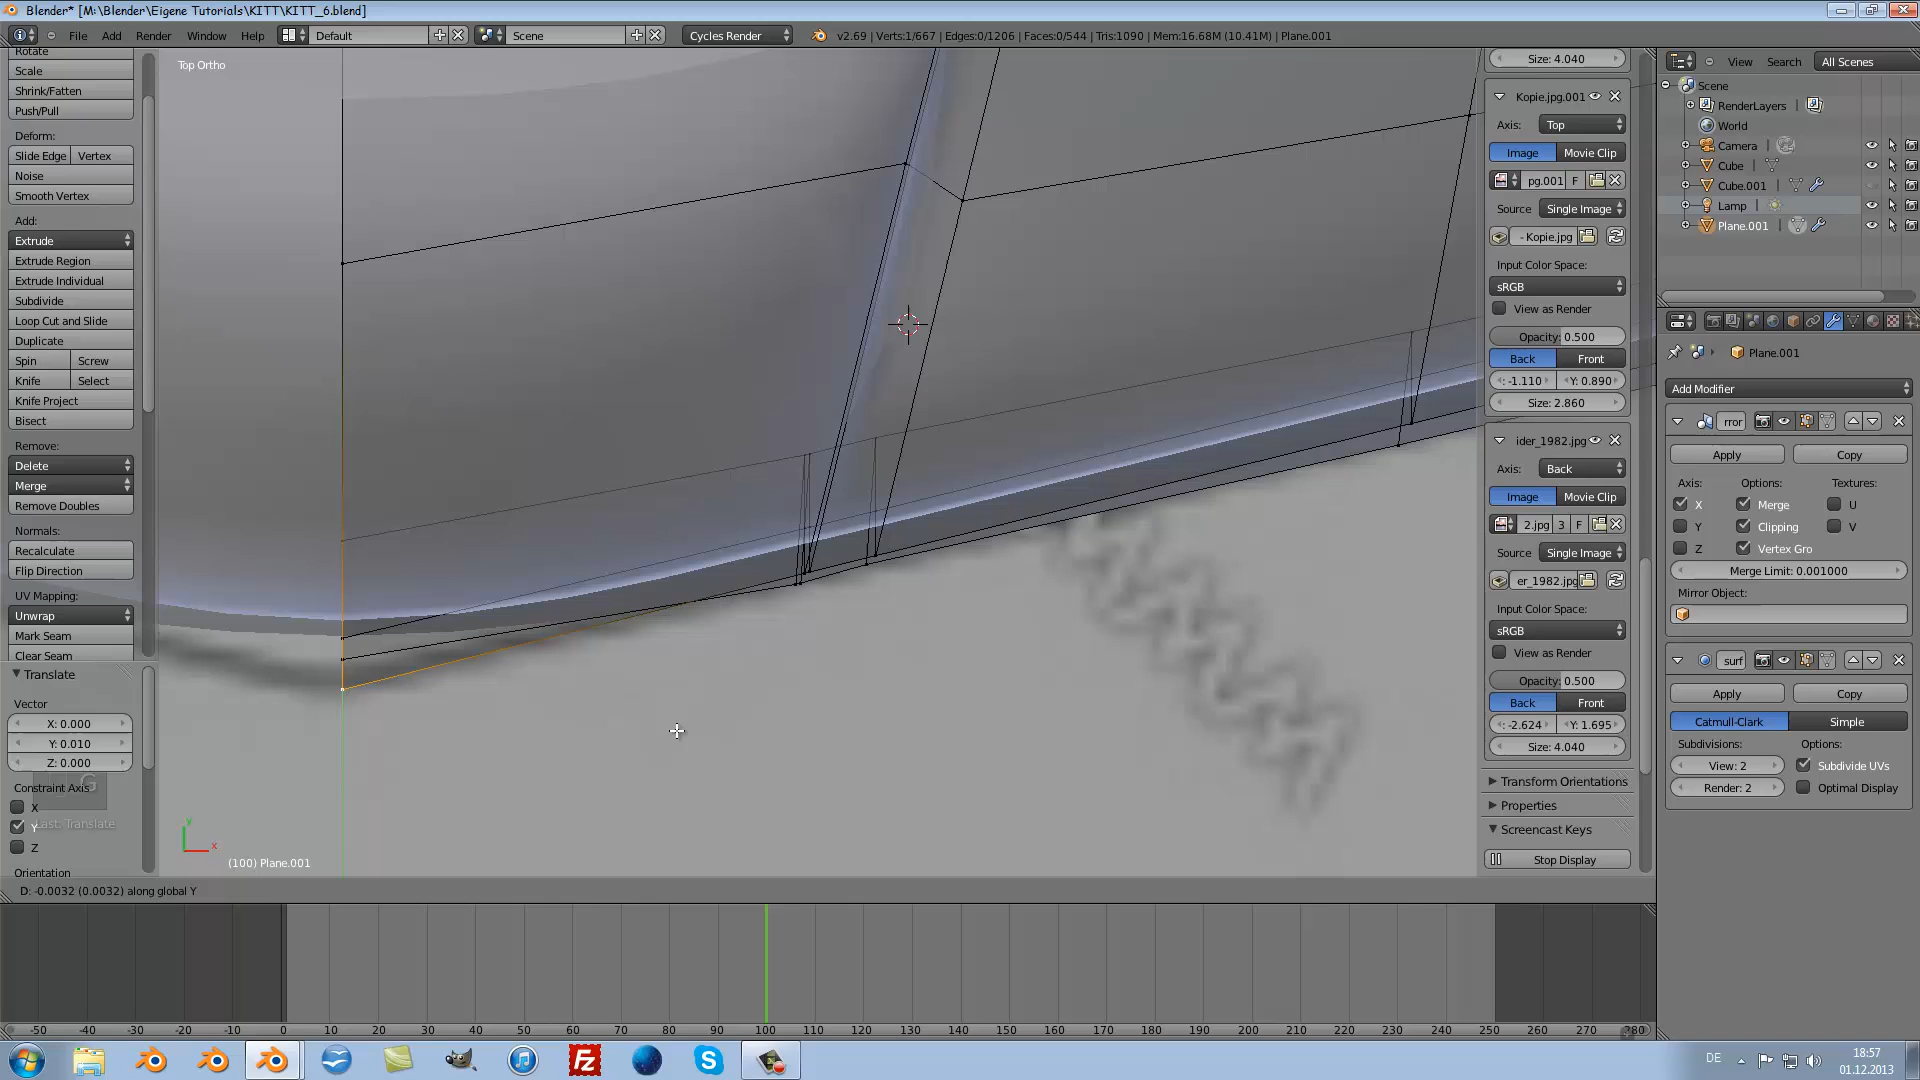 Blender* [M:\Blender\Eigene Tutorials\KITT\KITT_6.blend]
File Add Render Window Help Default Scene Cycles Render v2.69 | Verts:1/667 | Edges:0/1206 | Faces:0/544 | Tris:1090 | Mem:16.68M (10.41M) | Plane.001
Rotate
Scale
Shrink/Fatten
Push/Pull
Deform:
Slide Edge Vertex
Noise
Smooth Vertex
Add:
Extrude
Extrude Region
Extrude Individual
Subdivide
Loop Cut and Slide
Duplicate
Spin Screw
Knife Select
Knife Project
Bisect
Remove:
Delete
Merge
Remove Doubles
Normals:
Recalculate
Flip Direction
UV Mapping:
Unwrap
Mark Seam
Clear Seam
Translate
Vector
X: 0.000
Y: 0.010
Z: 0.000
Constraint Axis
X
Y
Z
Orientation
G
Last: Translate
Top Ortho
y
x
(100) Plane.001
D: -0.0032 (0.0032) along global Y
Size: 4.040
Kopie.jpg.001
Axis: Top
Image Movie Clip
pg.001 F
Source Single Image
- Kopie.jpg
Input Color Space:
sRGB
View as Render
Opacity: 0.500
Back Front
: -1.110 Y: 0.890
Size: 2.860
ider_1982.jpg
Axis: Back
Image Movie Clip
2.jpg 3 F
Source Single Image
er_1982.jpg
Input Color Space:
sRGB
View as Render
Opacity: 0.500
Back Front
: -2.624 Y: 1.695
Size: 4.040
Transform Orientations
Properties
Screencast Keys
Stop Display
View Search All Scenes
Scene
RenderLayers
World
Camera
Cube
Cube.001
Lamp
Plane.001
Plane.001
Add Modifier
rror
Apply Copy
Axis: Options: Textures:
X Merge U
Y Clipping V
Z Vertex Gro
Merge Limit: 0.001000
Mirror Object:
surf
Apply Copy
Catmull-Clark Simple
Subdivisions: Options:
View: 2 Subdivide UVs
Render: 2 Optimal Display
-50 -40 -30 -20 -10 0 10 20 30 40 50 60 70 80 90 100 110 120 130 140 150 160 170 180 190 200 210 220 230 240 250 260 270 280
DE
18:57
01.12.2013